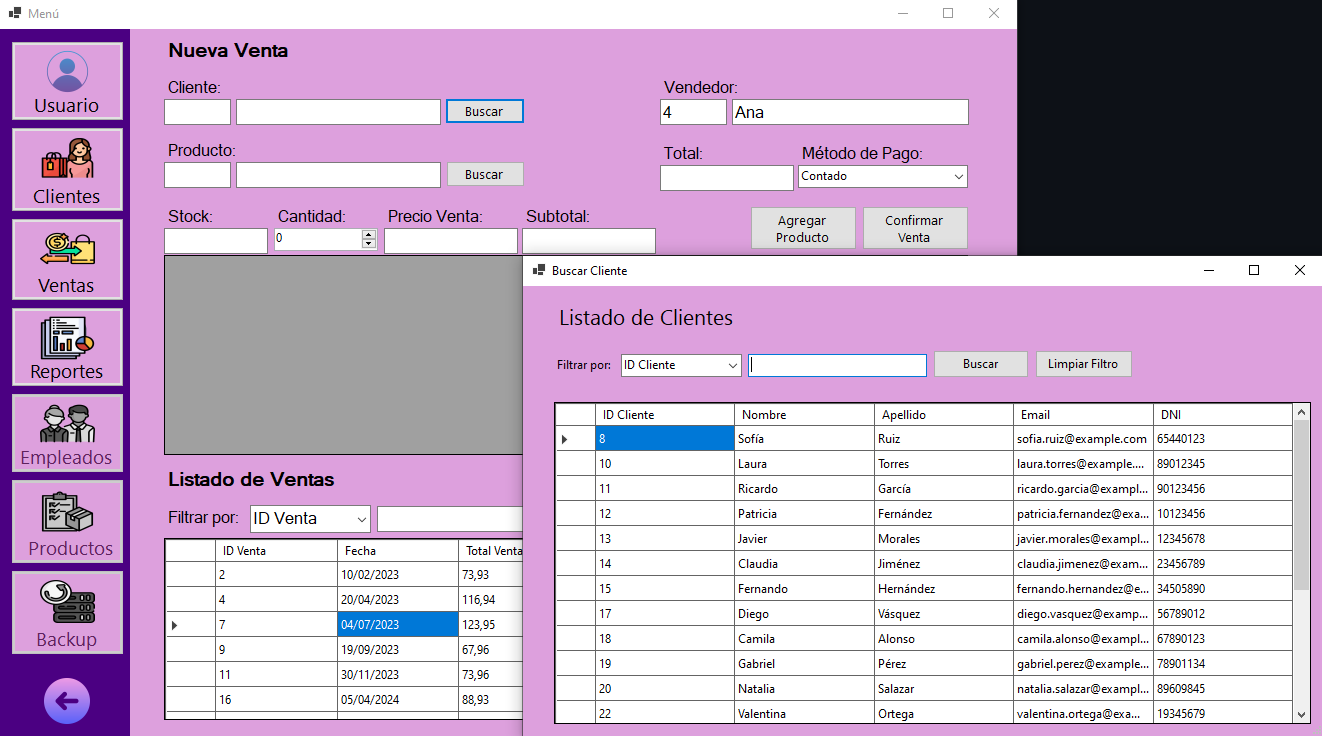 Menú
Usuario
Clientes
Ventas
Reportes
Empleados
Productos
Backup
Nueva Venta
Cliente:
Buscar
Vendedor:
4 Ana
Producto:
Buscar
Total: Método de Pago:
Contado
Stock: Cantidad: Precio Venta: Subtotal:
0
Agregar Producto
Confirmar Venta
Listado de Ventas
Filtrar por: ID Venta
ID Venta Fecha Total Venta
2 10/02/2023 73,93
4 20/04/2023 116,94
7 04/07/2023 123,95
9 19/09/2023 67,96
11 30/11/2023 73,96
16 05/04/2024 88,93
Buscar Cliente
Listado de Clientes
Filtrar por: ID Cliente Buscar Limpiar Filtro
ID Cliente Nombre Apellido Email DNI
8 Sofía Ruiz sofia.ruiz@example.com 65440123
10 Laura Torres laura.torres@example.... 89012345
11 Ricardo García ricardo.garcia@exampl... 90123456
12 Patricia Fernández patricia.fernandez@exa... 10123456
13 Javier Morales javier.morales@exampl... 12345678
14 Claudia Jiménez claudia.jimenez@exam... 23456789
15 Fernando Hernández fernando.hernandez@e... 34505890
17 Diego Vásquez diego.vasquez@examp... 56789012
18 Camila Alonso camila.alonso@exampl... 67890123
19 Gabriel Pérez gabriel.perez@example... 78901134
20 Natalia Salazar natalia.salazar@examp... 89609845
22 Valentina Ortega valentina.ortega@exa... 19345679